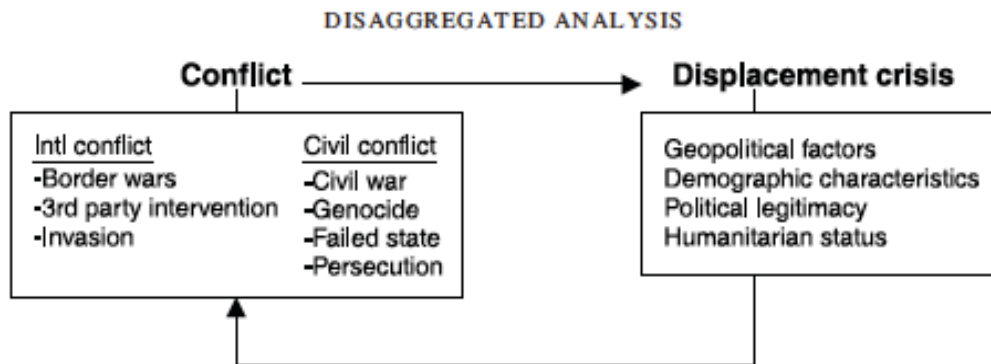 DISAGGREGATED ANALYSIS
Conflict
Displacement crisis
Intl conflict
-Border wars
-3rd party intervention
-Invasion
Civil conflict
-Civil war
-Genocide
-Failed state
-Persecution
Geopolitical factors
Demographic characteristics
Political legitimacy
Humanitarian status